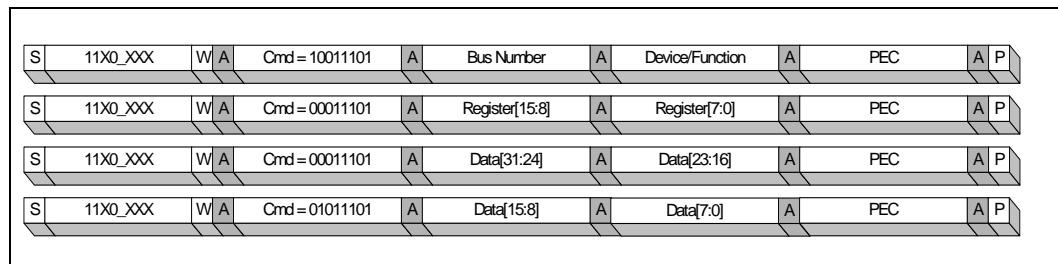 S 11X0_XXX W A Cmd = 10011101 A Bus Number A Device/Function A PEC A P
S 11X0_XXX W A Cmd = 00011101 A Register[15:8] A Register[7:0] A PEC A P
S 11X0_XXX W A Cmd = 00011101 A Data[31:24] A Data[23:16] A PEC A P
S 11X0_XXX W A Cmd = 01011101 A Data[15:8] A Data[7:0] A PEC A P